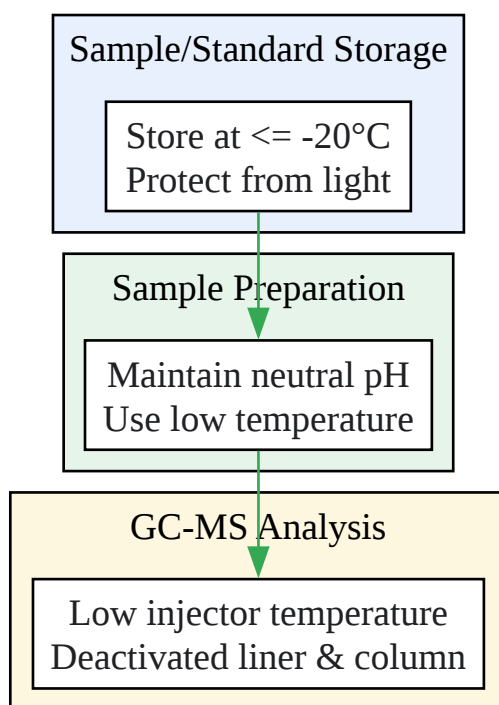 Sample/Standard Storage
Store at <= -20°C
Protect from light
Sample Preparation
Maintain neutral pH
Use low temperature
GC-MS Analysis
Low injector temperature
Deactivated liner & column